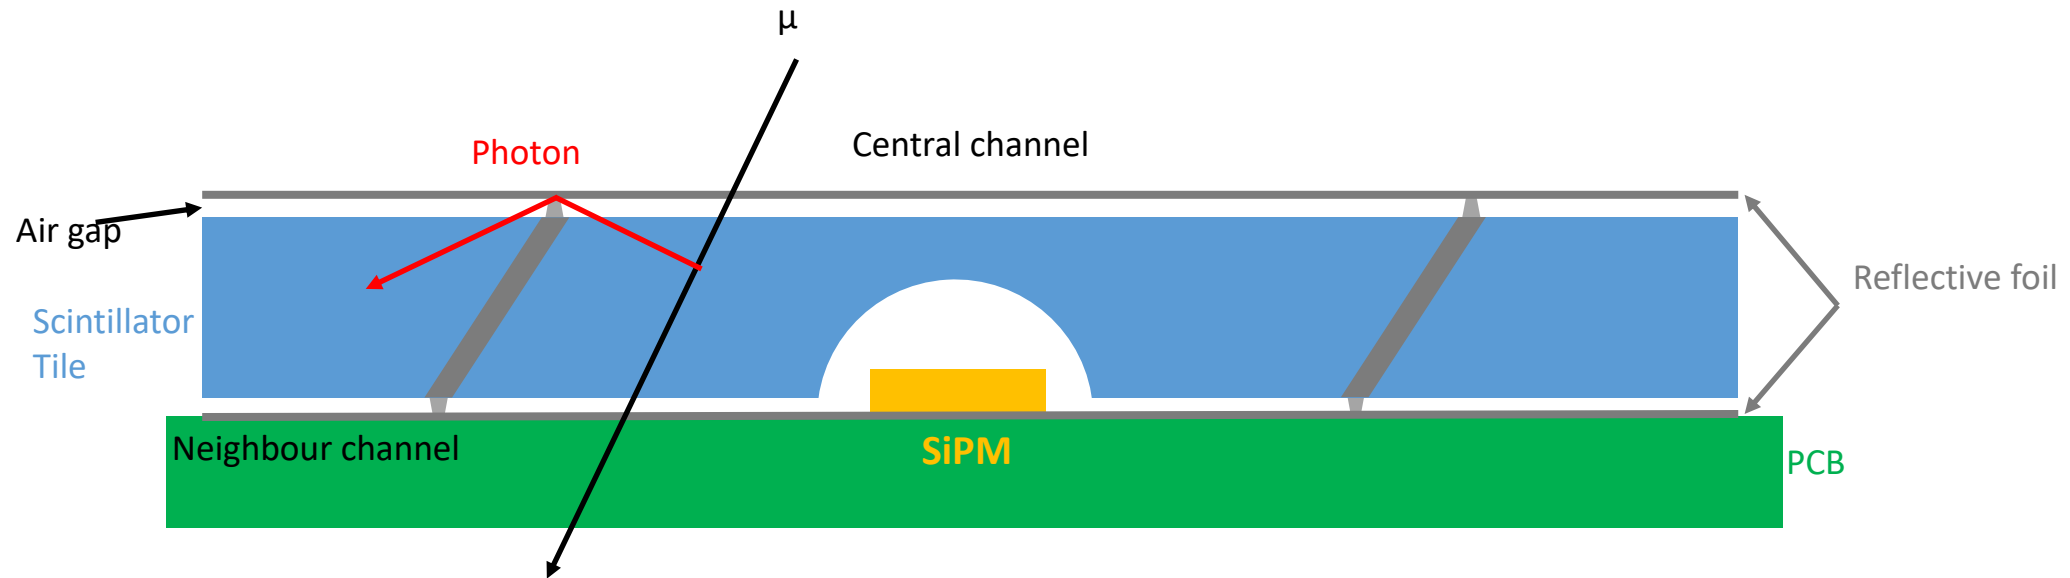 μ
Photon
Central channel
Air gap
Reflective foil
Scintillator
Tile
Neighbour channel
SiPM
PCB